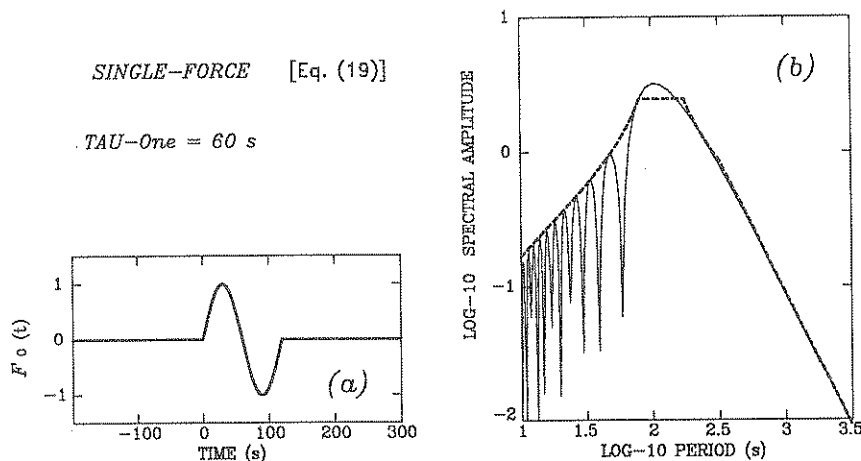 SINGLE-FORCE [Eq. (19)]
TAU-One = 60 s
F₀ (t)
1
0
-1
-100 0 100 200 300
TIME (s)
(a)
LOG-10 SPECTRAL AMPLITUDE
1
0
-1
-2
1 1.5 2 2.5 3 3.5
LOG-10 PERIOD (s)
(b)